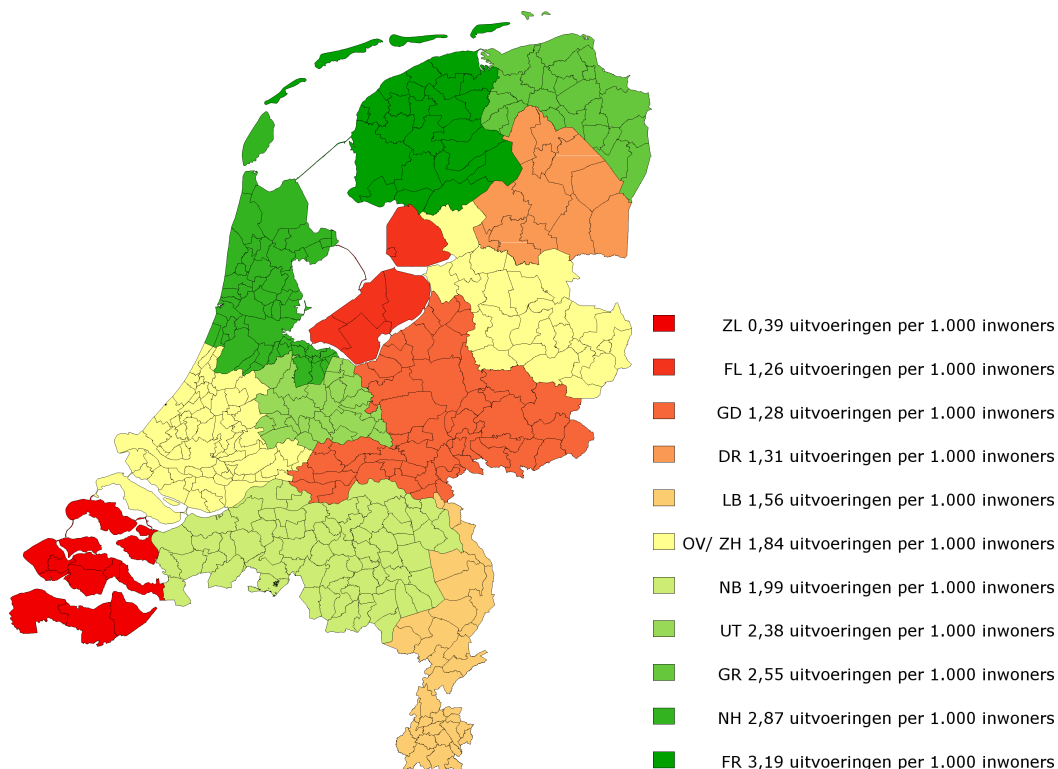 ZL 0,39 uitvoeringen per 1.000 inwoners
FL 1,26 uitvoeringen per 1.000 inwoners
GD 1,28 uitvoeringen per 1.000 inwoners
DR 1,31 uitvoeringen per 1.000 inwoners
LB 1,56 uitvoeringen per 1.000 inwoners
OV/ ZH 1,84 uitvoeringen per 1.000 inwoners
NB 1,99 uitvoeringen per 1.000 inwoners
UT 2,38 uitvoeringen per 1.000 inwoners
GR 2,55 uitvoeringen per 1.000 inwoners
NH 2,87 uitvoeringen per 1.000 inwoners
FR 3,19 uitvoeringen per 1.000 inwoners